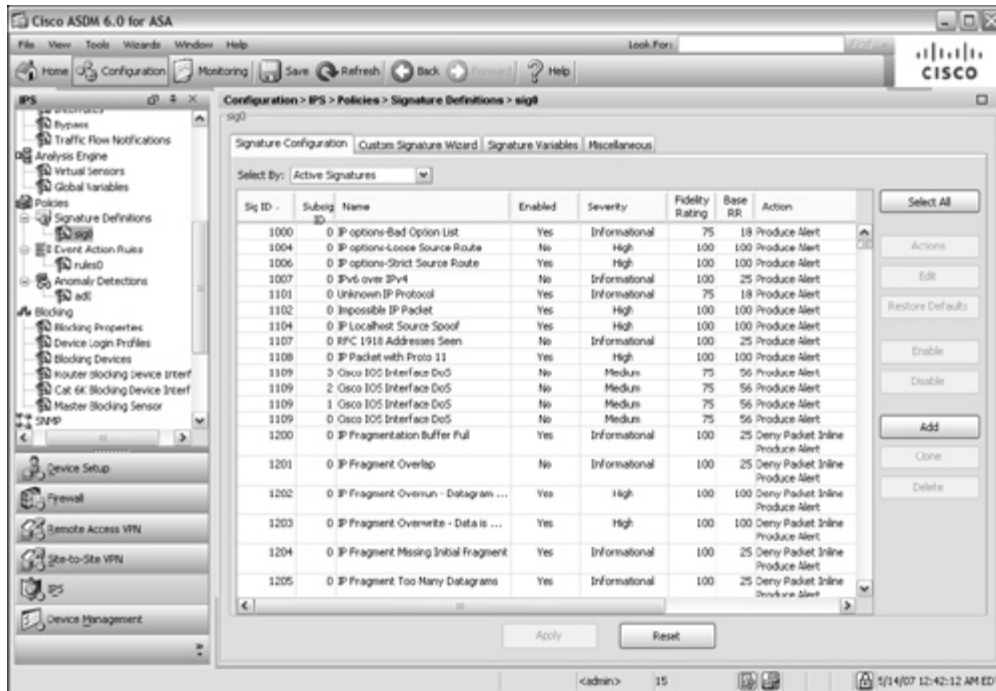 Cisco ASDM 6.0 for ASA
File View Tools Wizards Window Help
Look For:
Find
Home Configuration Monitoring Save Refresh Back Forward Help
CISCO
IPS
Interfaces
Bypass
Traffic Flow Notifications
Analysis Engine
Virtual Sensors
Global Variables
Policies
Signature Definitions
sig0
Event Action Rules
rules0
Anomaly Detections
ad0
Blocking
Blocking Properties
Device Login Profiles
Blocking Devices
Router Blocking Device Interf
Cat 6K Blocking Device Interf
Master Blocking Sensor
SNMP
Device Setup
Firewall
Remote Access VPN
Site-to-Site VPN
IPS
Device Management
Configuration > IPS > Policies > Signature Definitions > sig0
sig0
Signature Configuration Custom Signature Wizard Signature Variables Miscellaneous
Select By: Active Signatures
Sig ID Subsig ID Name Enabled Severity Fidelity Rating Base RR Action
1000 0 IP options-Bad Option List Yes Informational 75 18 Produce Alert
1004 0 IP options-Loose Source Route No High 100 100 Produce Alert
1006 0 IP options-Strict Source Route Yes High 100 100 Produce Alert
1007 0 IPv6 over IPv4 No Informational 100 25 Produce Alert
1101 0 Unknown IP Protocol Yes Informational 75 18 Produce Alert
1102 0 Impossible IP Packet Yes High 100 100 Produce Alert
1104 0 IP Localhost Source Spoof Yes High 100 100 Produce Alert
1107 0 RFC 1918 Addresses Seen No Informational 100 25 Produce Alert
1108 0 IP Packet with Proto 11 Yes High 100 100 Produce Alert
1109 3 Cisco IOS Interface DoS No Medium 75 56 Produce Alert
1109 2 Cisco IOS Interface DoS No Medium 75 56 Produce Alert
1109 1 Cisco IOS Interface DoS No Medium 75 56 Produce Alert
1109 0 Cisco IOS Interface DoS No Medium 75 56 Produce Alert
1200 0 IP Fragmentation Buffer Full Yes Informational 100 25 Deny Packet Inline
Produce Alert
1201 0 IP Fragment Overlap No Informational 100 25 Deny Packet Inline
Produce Alert
1202 0 IP Fragment Overrun - Datagram ... Yes High 100 100 Deny Packet Inline
Produce Alert
1203 0 IP Fragment Overwrite - Data is ... Yes High 100 100 Deny Packet Inline
Produce Alert
1204 0 IP Fragment Missing Initial Fragment Yes Informational 100 25 Deny Packet Inline
Produce Alert
1205 0 IP Fragment Too Many Datagrams Yes Informational 100 25 Deny Packet Inline
Produce Alert
Select All
Actions
Edit
Restore Defaults
Enable
Disable
Add
Clone
Delete
Apply Reset
<admin> 15 5/14/07 12:42:12 AM EDT